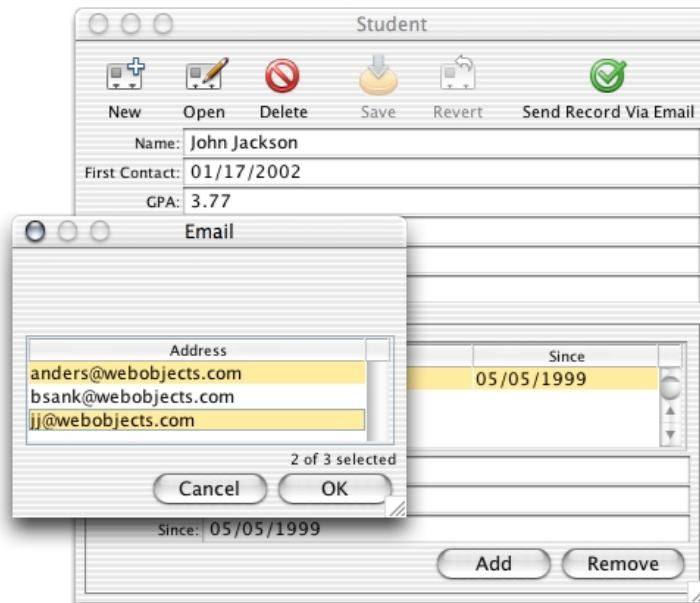 Student
New Open Delete Save Revert Send Record Via Email
Name: John Jackson
First Contact: 01/17/2002
GPA: 3.77
Email
Address
anders@webobjects.com
bsank@webobjects.com
jj@webobjects.com
2 of 3 selected
Cancel OK
Since
05/05/1999
Since: 05/05/1999
Add Remove